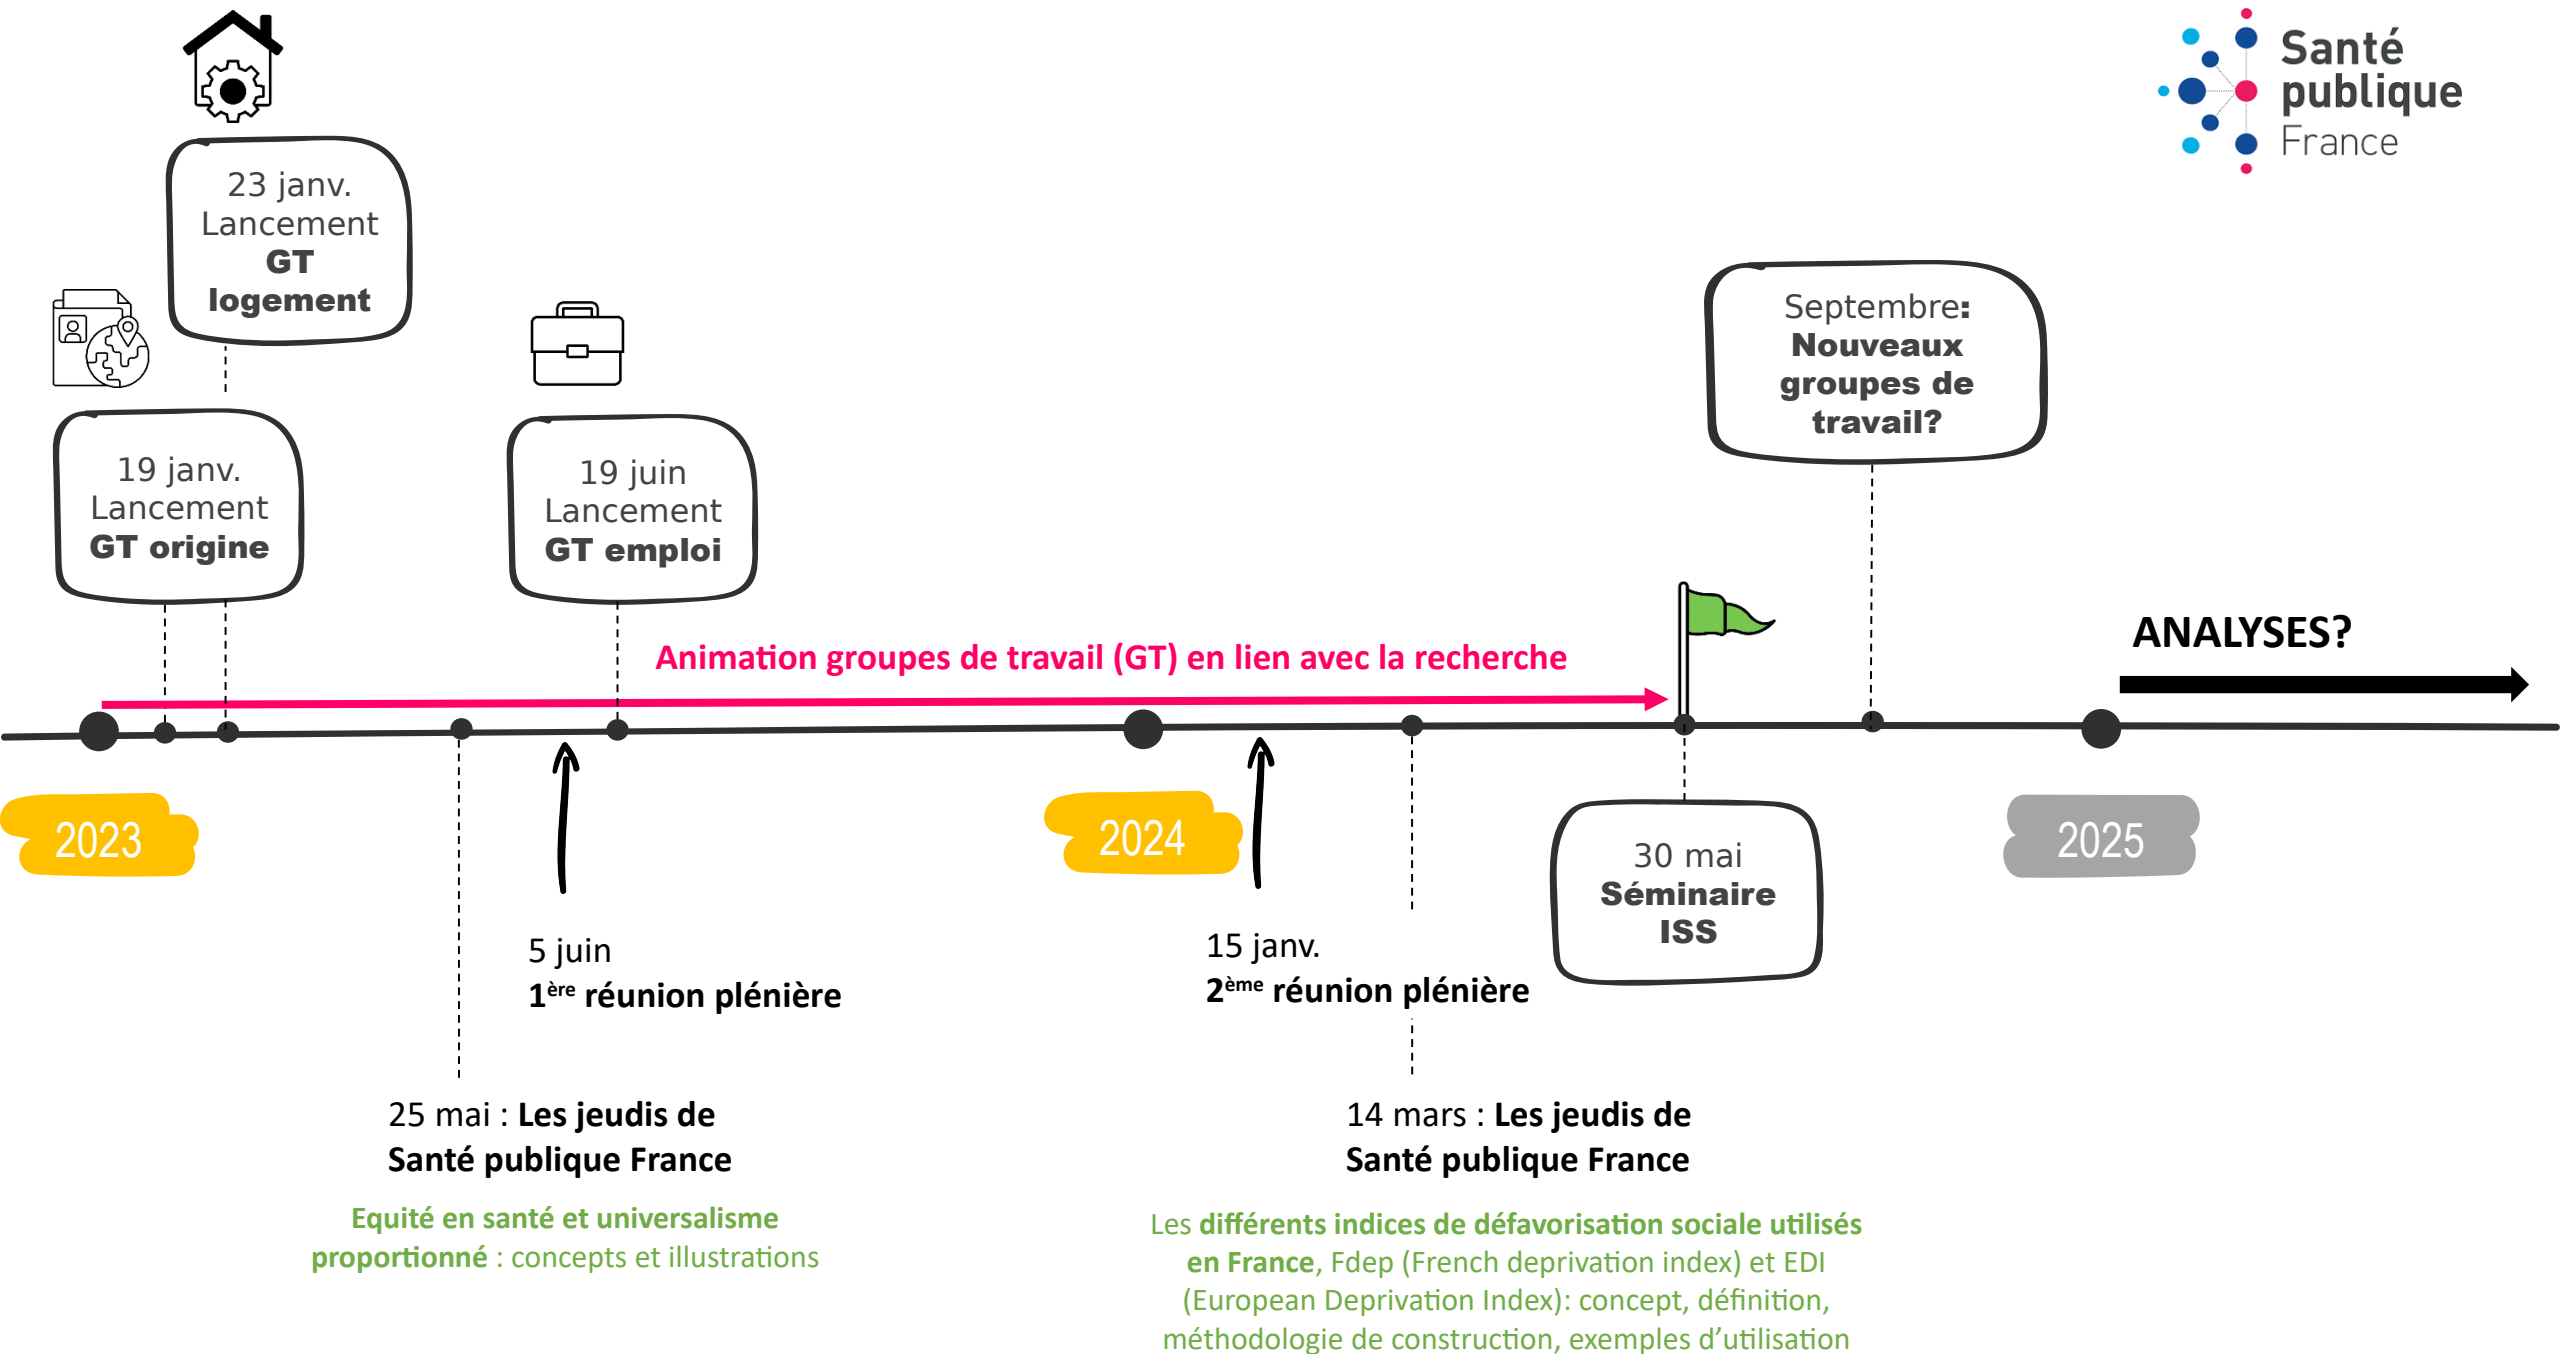 Santé
publique
France
23 janv.
Lancement
GT
logement
19 janv.
Lancement
GT origine
19 juin
Lancement
GT emploi
Septembre:
Nouveaux
groupes de
travail?
Animation groupes de travail (GT) en lien avec la recherche
ANALYSES?
2023
2024
2025
5 juin
1ère réunion plénière
15 janv.
2ème réunion plénière
30 mai
Séminaire
ISS
25 mai : Les jeudis de
Santé publique France
Equité en santé et universalisme
proportionné : concepts et illustrations
14 mars : Les jeudis de
Santé publique France
Les différents indices de défavorisation sociale utilisés
en France, Fdep (French deprivation index) et EDI
(European Deprivation Index): concept, définition,
méthodologie de construction, exemples d’utilisation